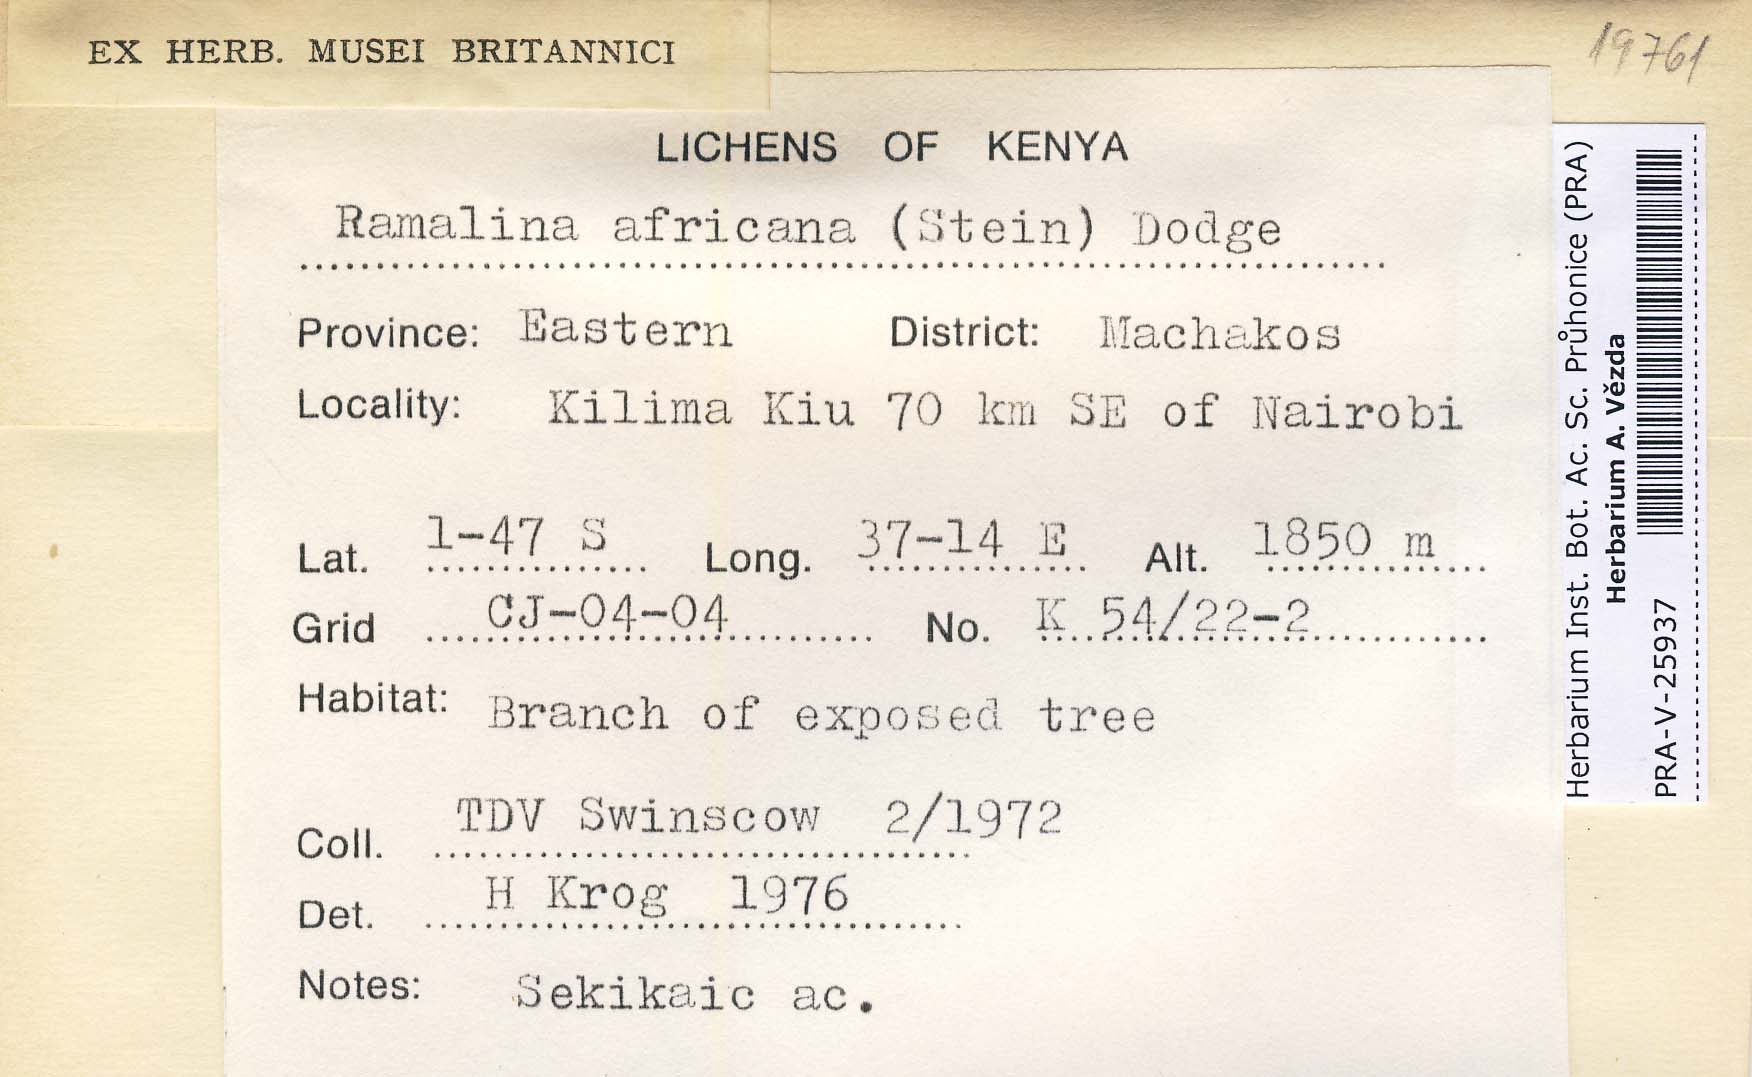 EX HERB. MUSEI BRITANNICI
19761
LICHENS OF KENYA
Ramalina africana (Stein) Dodge
Province: Eastern District: Machakos
Locality: Kilima Kiu 70 km SE of Nairobi
Lat. 1-47 S Long. 37-14 E Alt. 1850 m
Grid CJ-04-04 No. K 54/22-2
Habitat: Branch of exposed tree
Coll. TDV Swinscow 2/1972
Det. H Krog 1976
Notes: Sekikaic ac.
Herbarium Inst. Bot. Ac. Sc. Průhonice (PRA)
Herbarium A. Vězda
PRA-V-25937